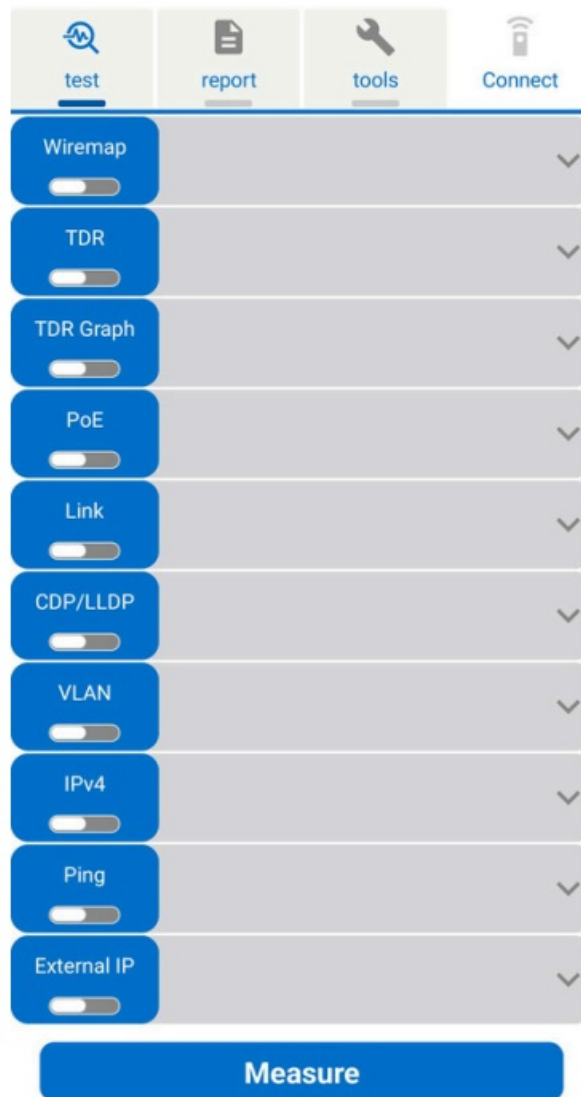 test report tools Connect
Wiremap
TDR
TDR Graph
PoE
Link
CDP/LLDP
VLAN
IPv4
Ping
External IP
Measure